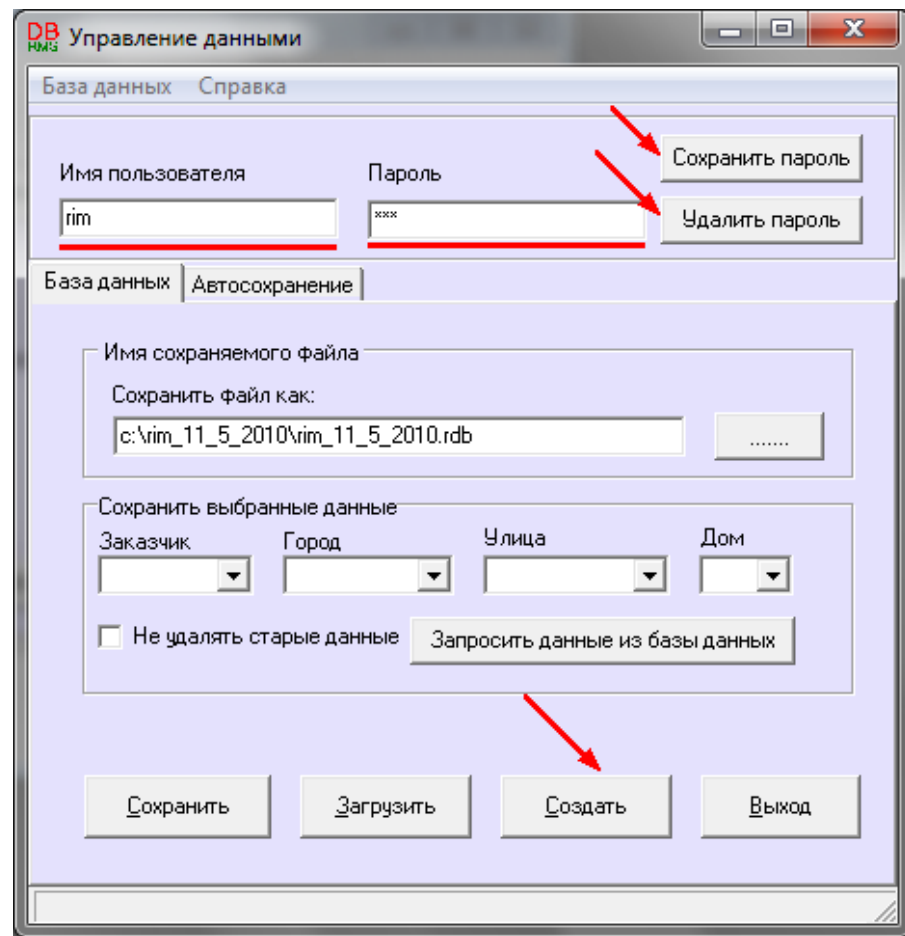 DB
RMS
Управление данными
База данных Справка
Сохранить пароль
Имя пользователя Пароль
rim ***
Удалить пароль
База данных Автосохранение
Имя сохраняемого файла
Сохранить файл как:
c:\rim_11_5_2010\rim_11_5_2010.rdb .......
Сохранить выбранные данные
Заказчик Город Улица Дом
Не удалять старые данные Запросить данные из базы данных
Сохранить Загрузить Создать Выход